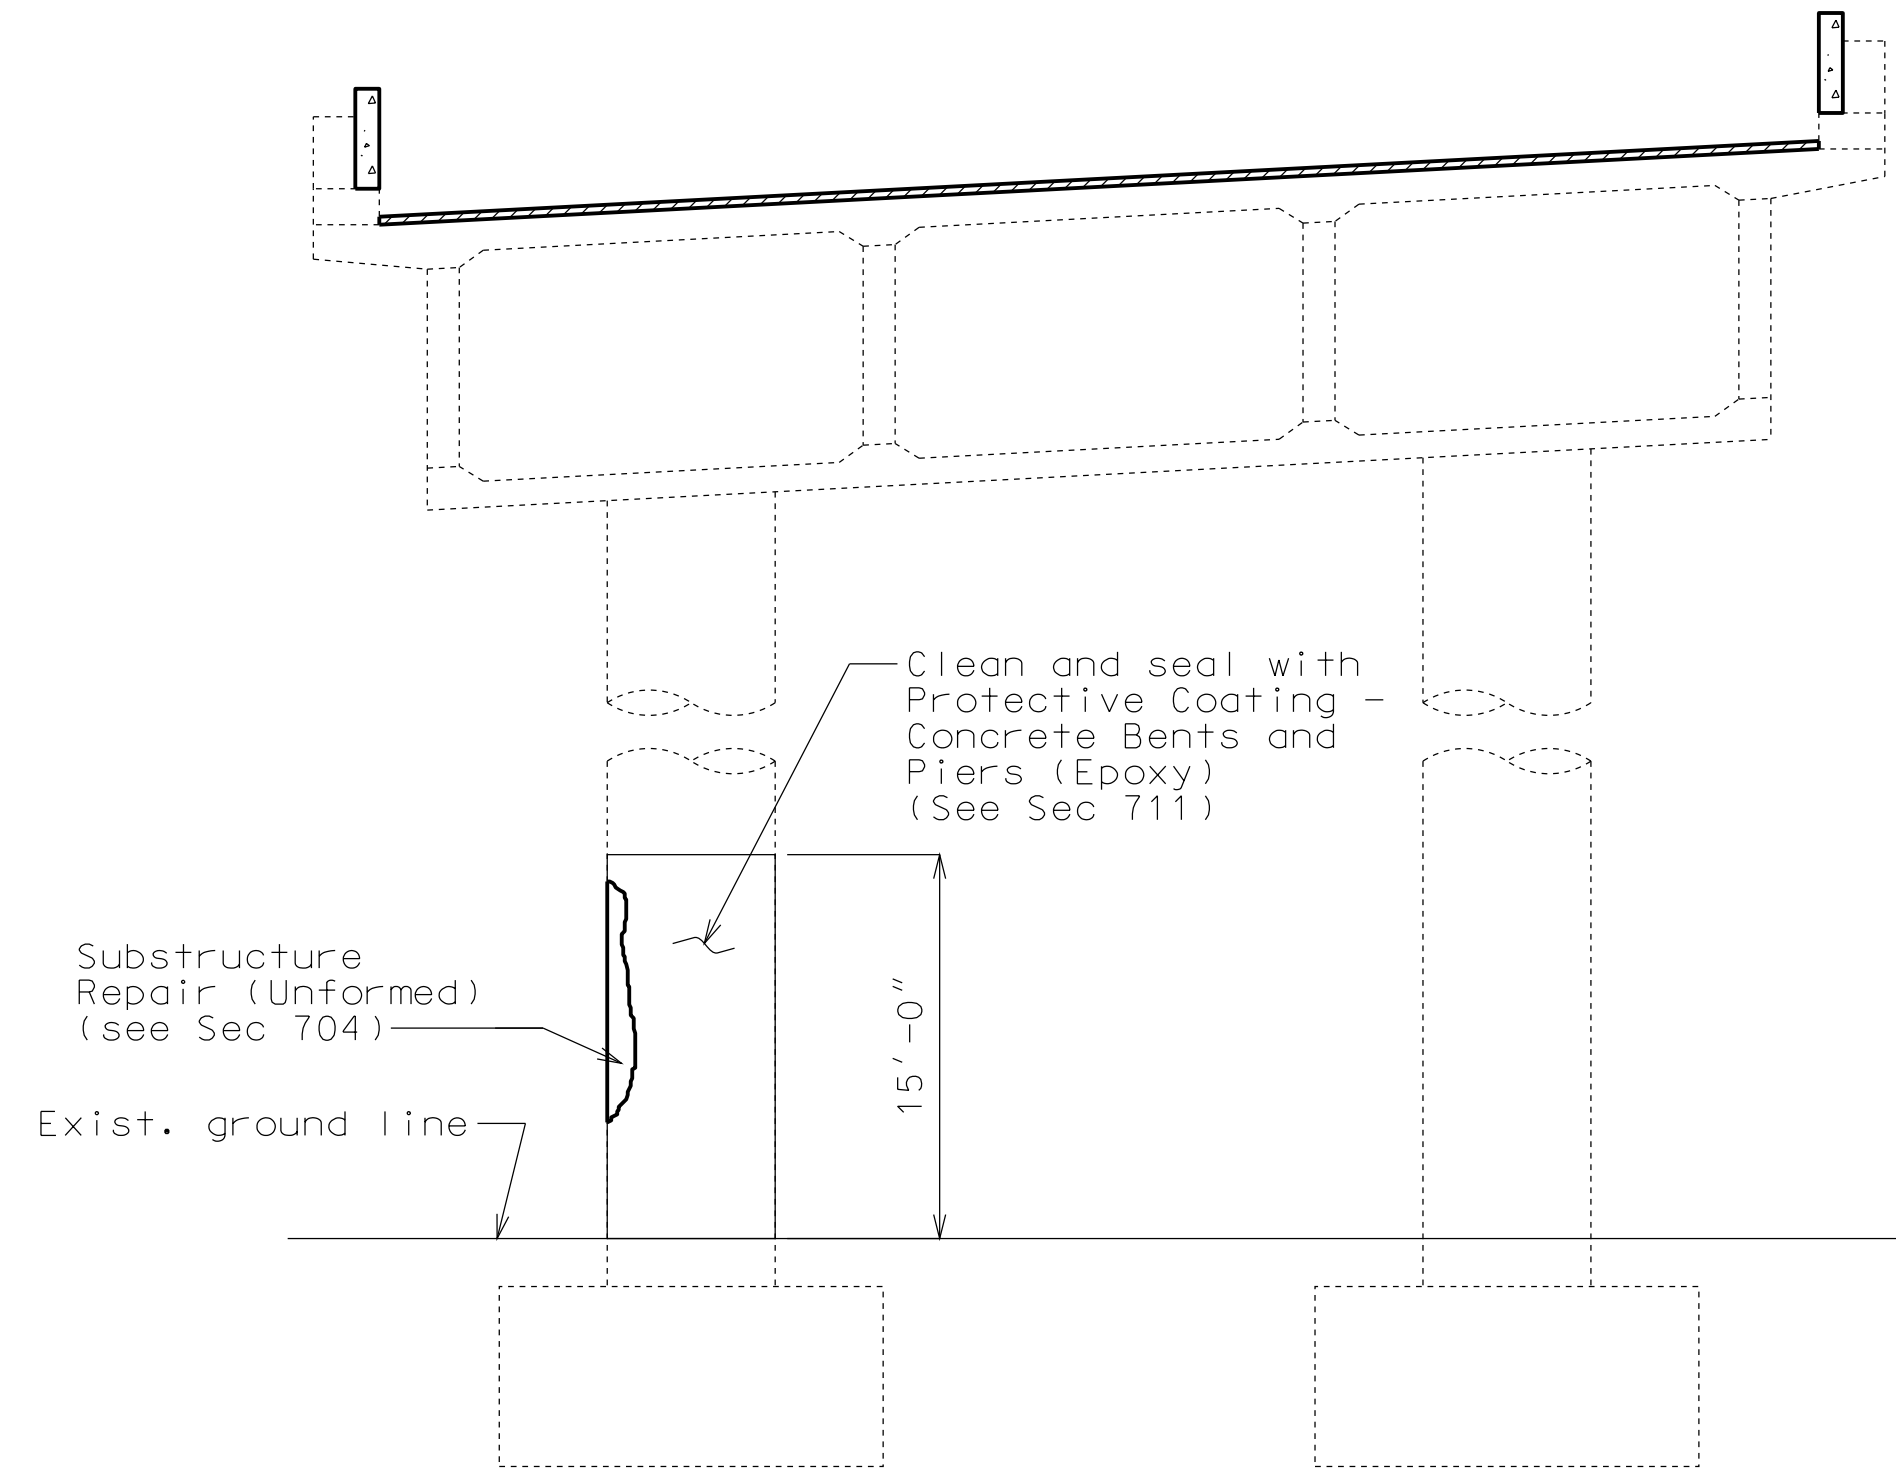 Clean and seal with
Protective Coating -
Concrete Bents and
Piers (Epoxy)
(See Sec 711)
Substructure
Repair (Unformed)
(see Sec 704)
15'-0"
Exist. ground line